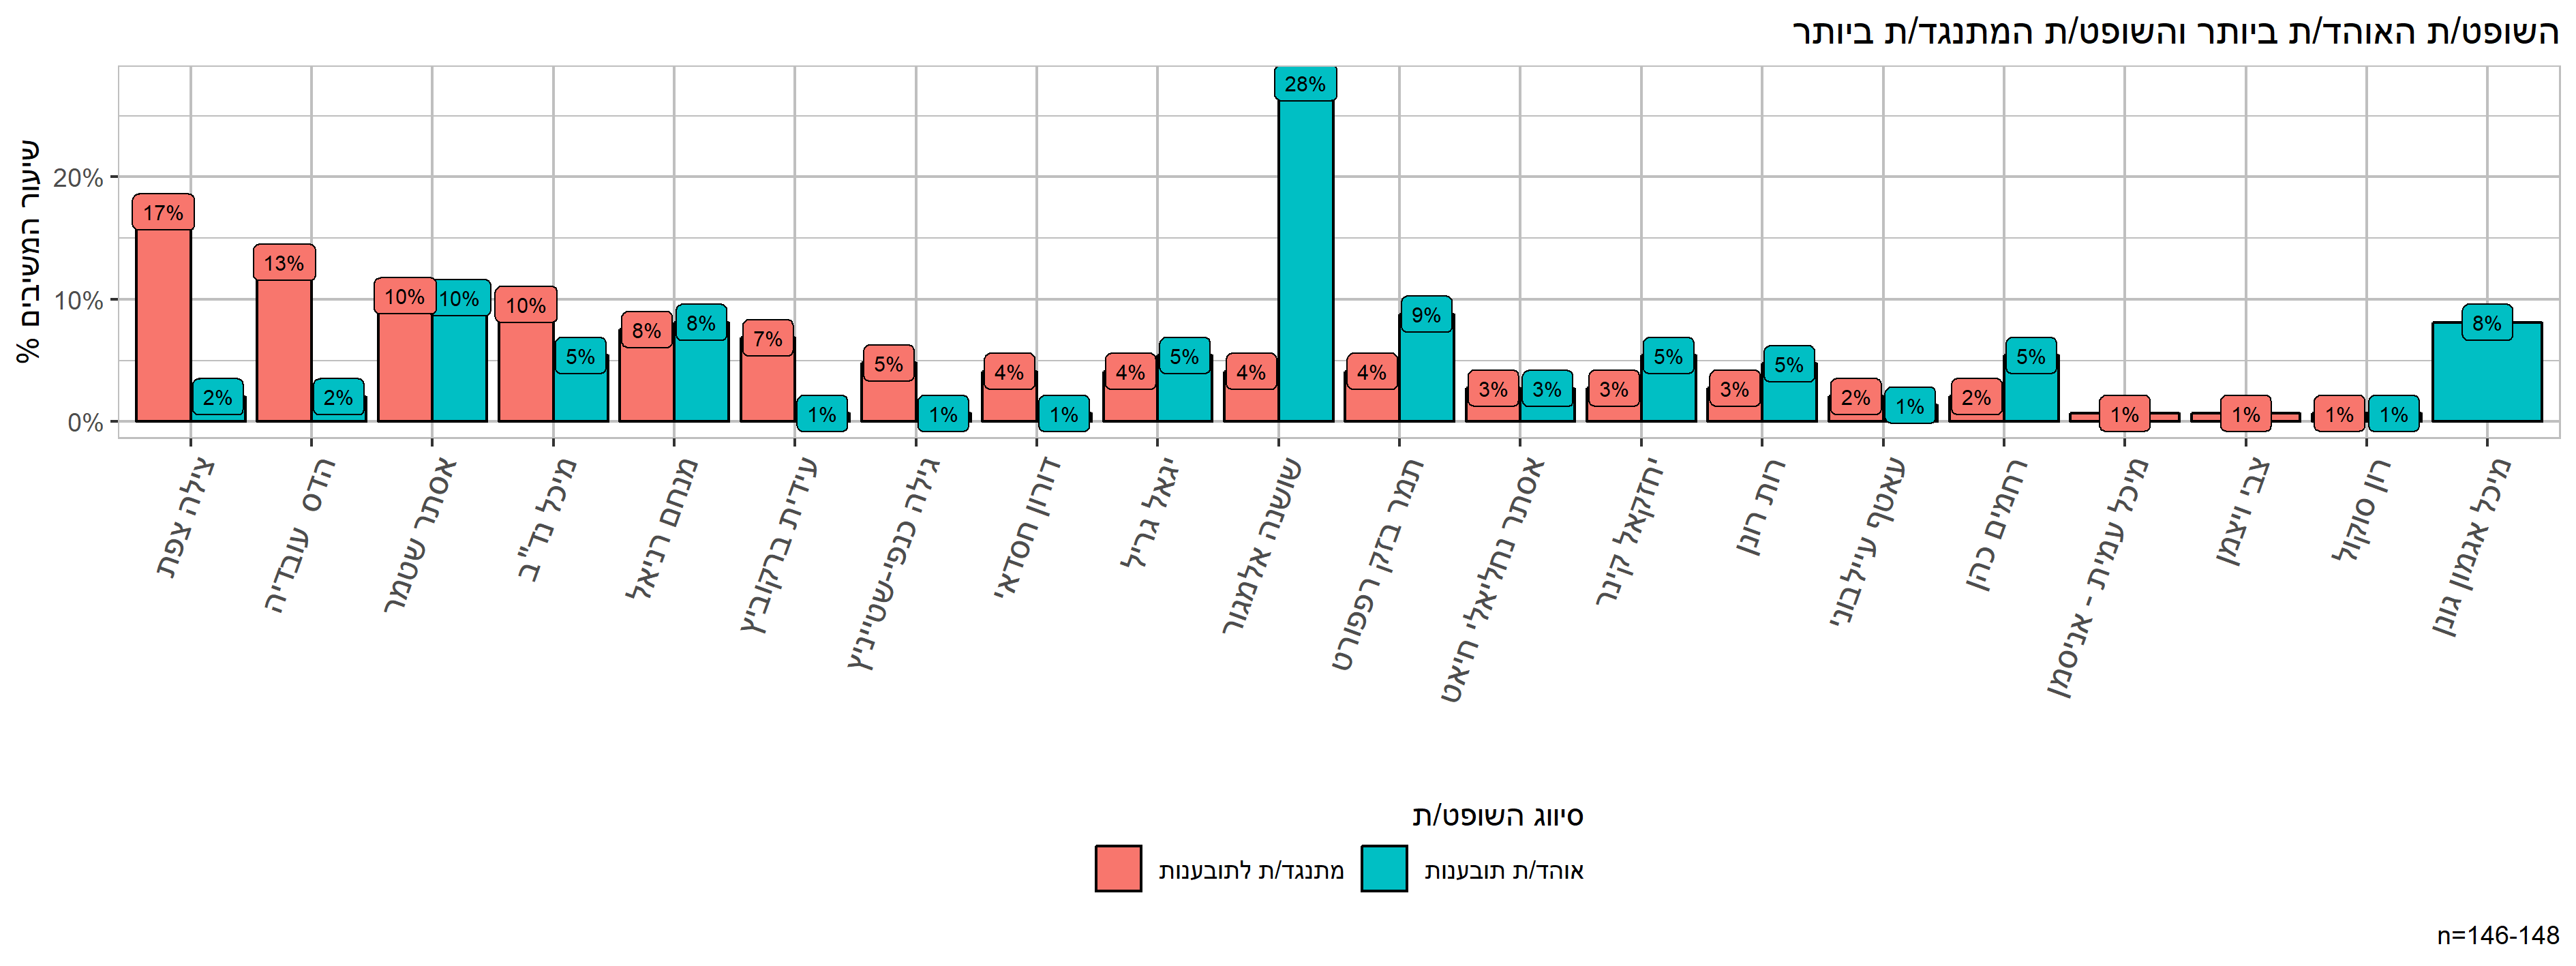 השופט/ת האוהד/ת ביותר והשופט/ת המתנגד/ת ביותר
שיעור המשיבים %
20%
10%
0%
17% 2% 13% 2% 10% 10% 10% 5% 8% 8% 7% 1% 5% 1% 4% 1% 4% 5% 4% 28% 4% 9% 3% 3% 3% 5% 3% 5% 2% 1% 2% 5% 1% 1% 1% 1% 8%
צילה צפת
הדס עובדיה
אסתר שטמר
מיכל נד"ב
מנחם רניאל
עידית ברקוביץ
גילה כנפי-שטייניץ
דורון חסדאי
יגאל גריל
שושנה אלמגור
תמר בזק רפפורט
אסתר נחליאלי חיאט
יחזקאל קינר
רות רונן
עאטף עיילבוני
רחמים כהן
מיכל עמית - אניסמן
צבי ויצמן
רון סוקול
מיכל אגמון גונן
סיווג השופט/ת
מתנגד/ת לתובענות
אוהד/ת תובענות
n=146-148